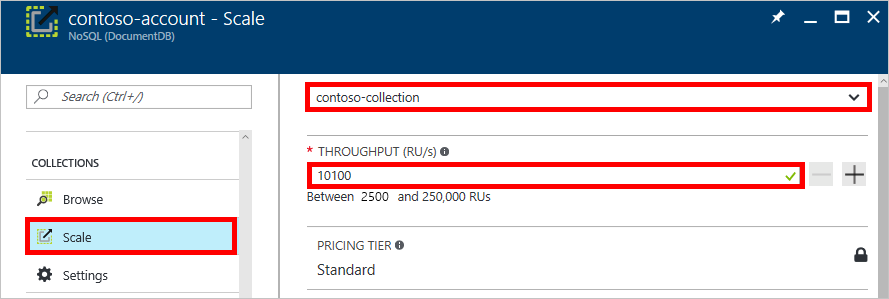 contoso-account - Scale
NoSQL (DocumentDB)
Search (Ctrl+/)
COLLECTIONS
Browse
Scale
Settings
contoso-collection
* THROUGHPUT (RU/s)
10100
Between 2500 and 250,000 RUs
PRICING TIER
Standard